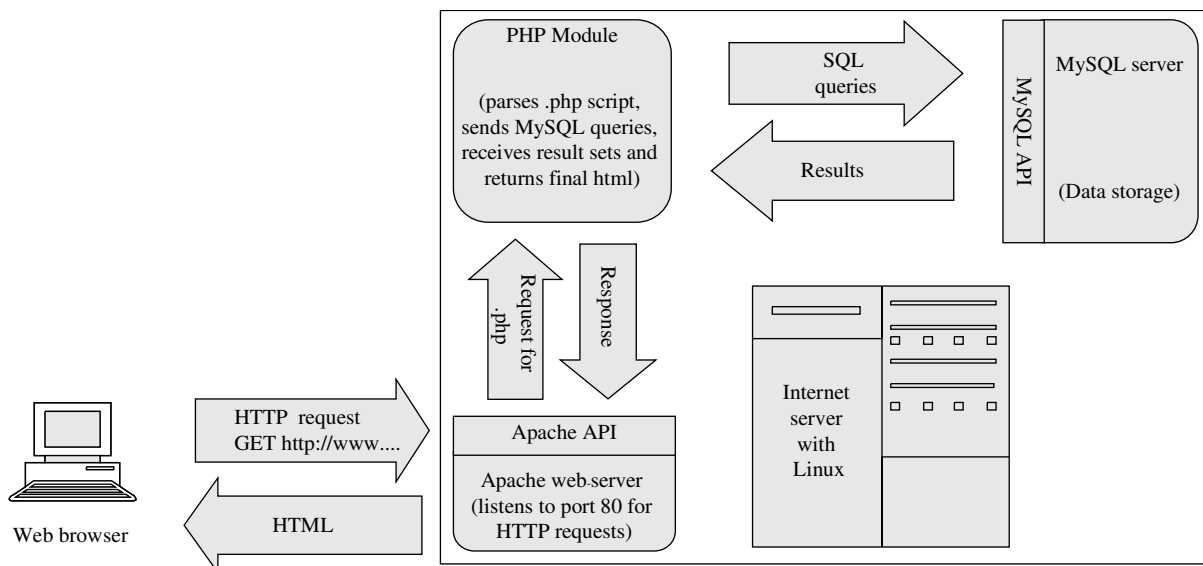 PHP Module
(parses .php script,
sends MySQL queries,
receives result sets and
returns final html)
SQL
queries
Results
MySQL API
MySQL server
(Data storage)
Request for
.php
Response
HTTP request
GET http://www....
HTML
Web browser
Apache API
Apache web-server
(listens to port 80 for
HTTP requests)
Internet
server
with
Linux